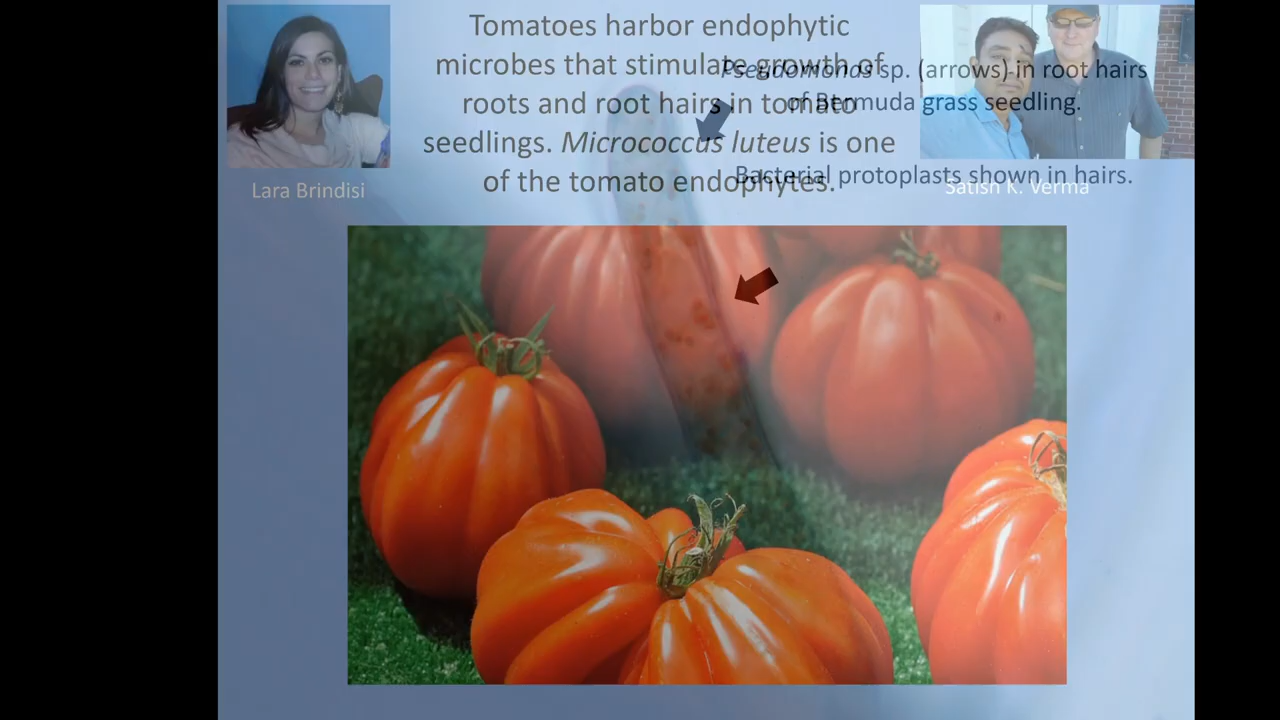 Tomatoes harbor endophytic
microbes that stimulate growth of
roots and root hairs in tomato
seedlings. Micrococcus luteus is one
of the tomato endophytes.
Pseudomonas sp. (arrows) in root hairs
of Bermuda grass seedling.
Bacterial protoplasts shown in hairs.
Lara Brindisi
Satish K. Verma